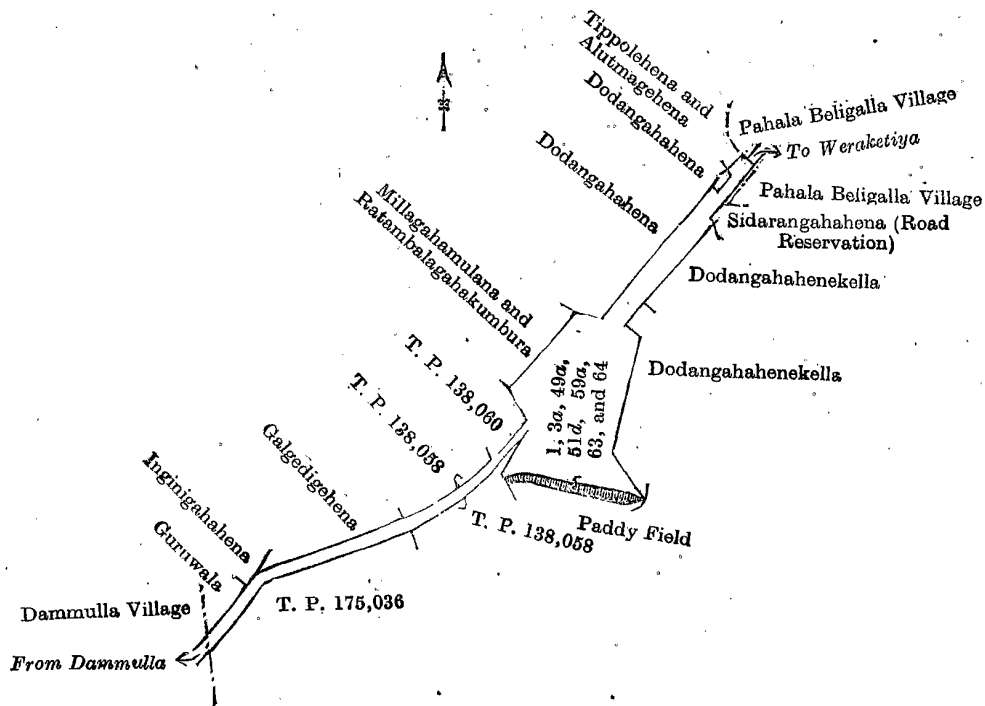 Tippolehena and
Alutmagehena
Dodangahahena
Dodangahahena
Pahala Beligalla Village
To Weraketiya
Pahala Beligalla Village
Sidarangahahena (Road
Reservation)
Dodangahahenekella
Millagahamulana and
Ratambalagahakumbura
Dodangahahenekella
1, 3a, 49a,
51d, 59a,
63, and 64
T. P. 138,060
T. P. 138,058
Galgedigehena
Inginigahahena
Guruwala
T. P. 138,058
Paddy Field
T. P. 175,036
Dammulla Village
From Dammulla